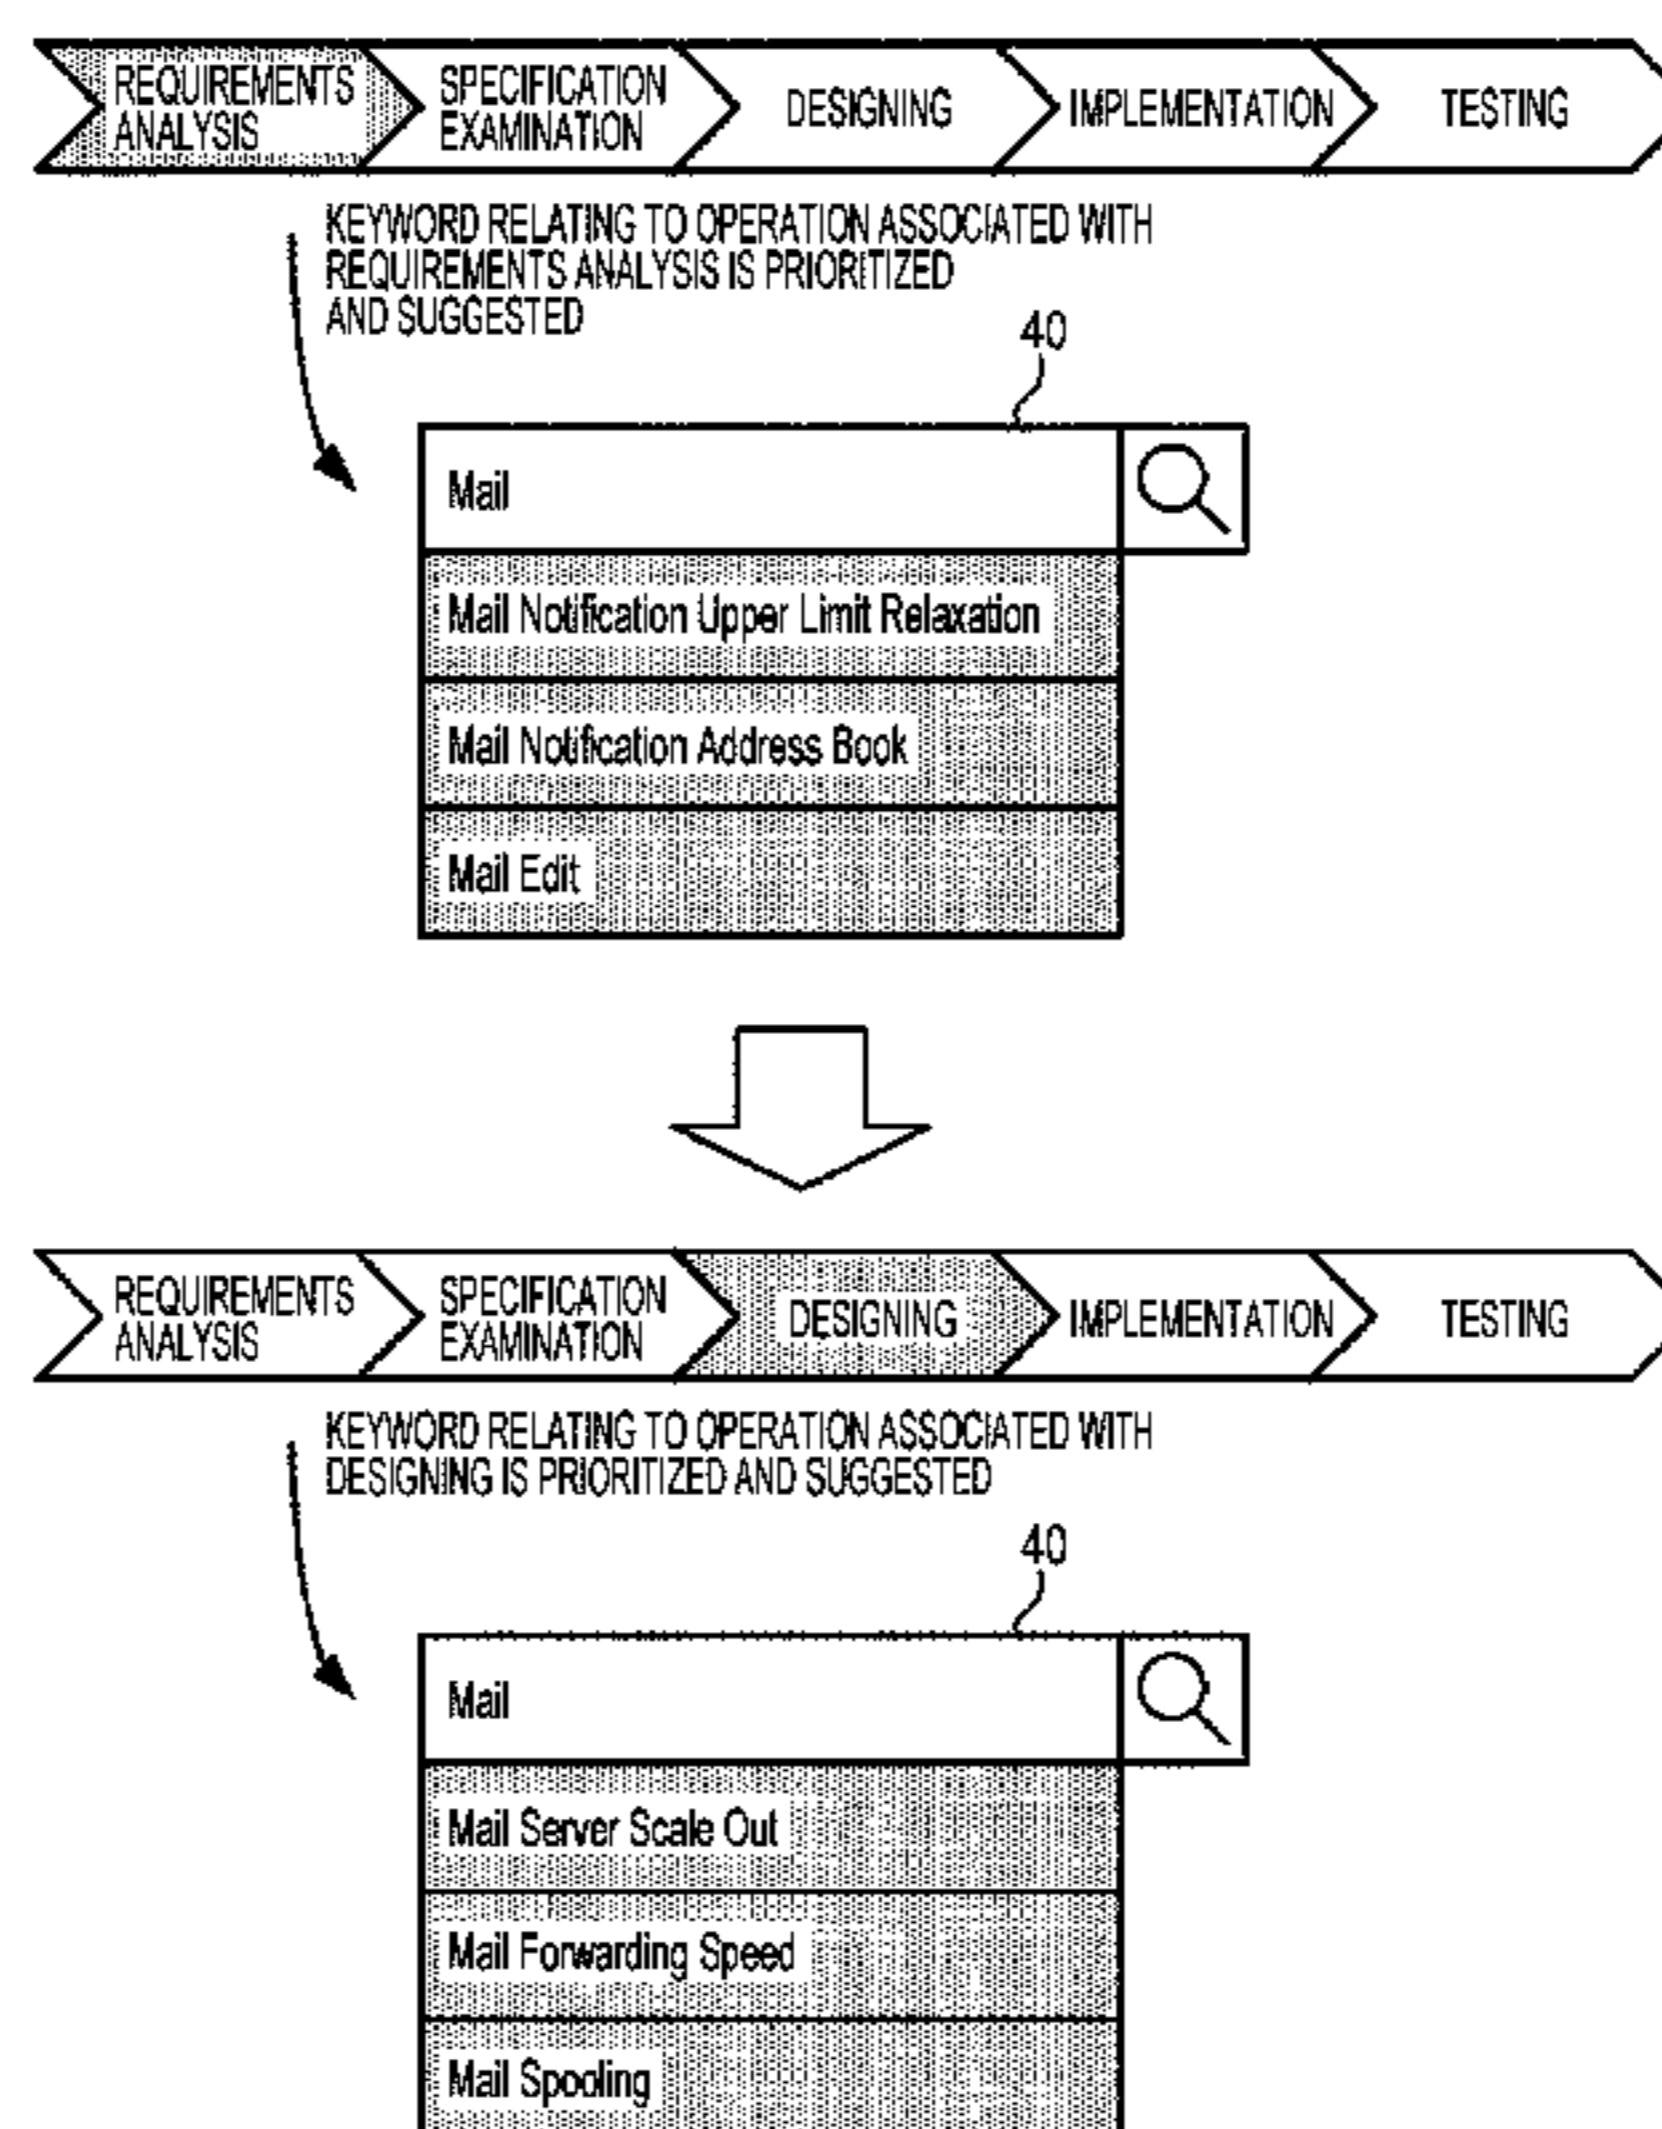 REQUIREMENTS
ANALYSIS
SPECIFICATION
EXAMINATION
DESIGNING
IMPLEMENTATION
TESTING
KEYWORD RELATING TO OPERATION ASSOCIATED WITH
REQUIREMENTS ANALYSIS IS PRIORITIZED
AND SUGGESTED
40
Mail
Mail Notification Upper Limit Relaxation
Mail Notification Address Book
Mail Edit
REQUIREMENTS
ANALYSIS
SPECIFICATION
EXAMINATION
DESIGNING
IMPLEMENTATION
TESTING
KEYWORD RELATING TO OPERATION ASSOCIATED WITH
DESIGNING IS PRIORITIZED AND SUGGESTED
40
Mail
Mail Server Scale Out
Mail Forwarding Speed
Mail Spooling